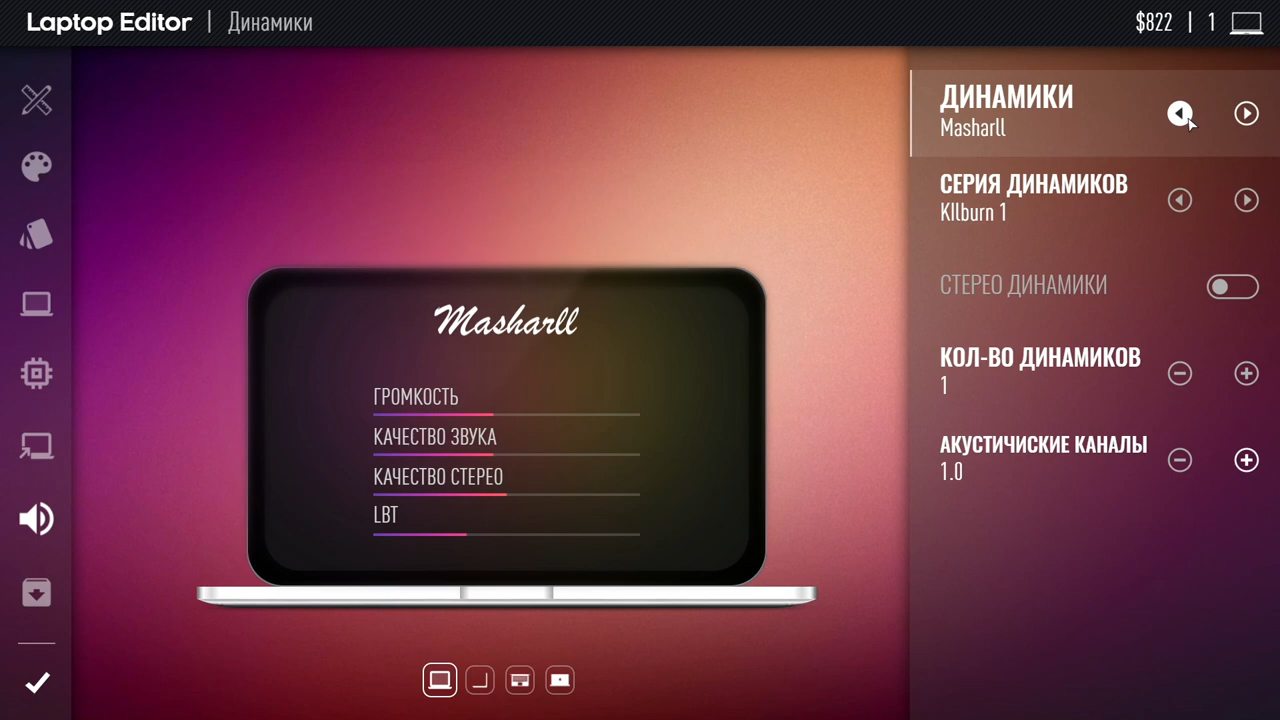 Laptop Editor | Динамики
$822 | 1
ДИНАМИКИ
Masharll
СЕРИЯ ДИНАМИКОВ
KIlburn 1
СТЕРЕО ДИНАМИКИ
КОЛ-ВО ДИНАМИКОВ
1
АКУСТИЧИСКИЕ КАНАЛЫ
1.0
Masharll
ГРОМКОСТЬ
КАЧЕСТВО ЗВУКА
КАЧЕСТВО СТЕРЕО
LBT